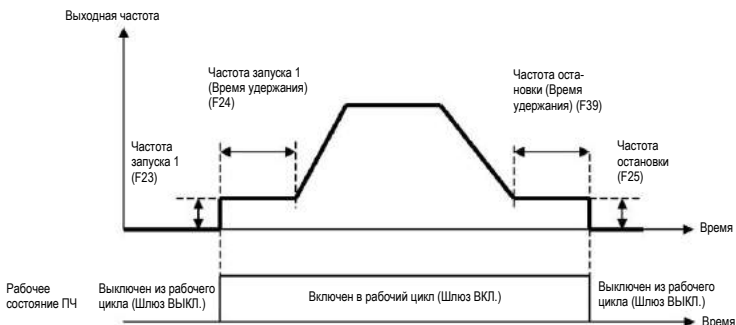 Выходная частота
Частота запуска 1
(Время удержания)
(F24)
Частота оста-
новки (Время
удержания) (F39)
Частота
запуска 1
(F23)
Частота
остановки
(F25)
Время
Рабочее
состояние ПЧ
Выключен из рабочего
цикла (Шлюз ВЫКЛ.)
Включен в рабочий цикл (Шлюз ВКЛ.)
Выключен из рабочего
цикла (Шлюз ВЫКЛ.)
Время